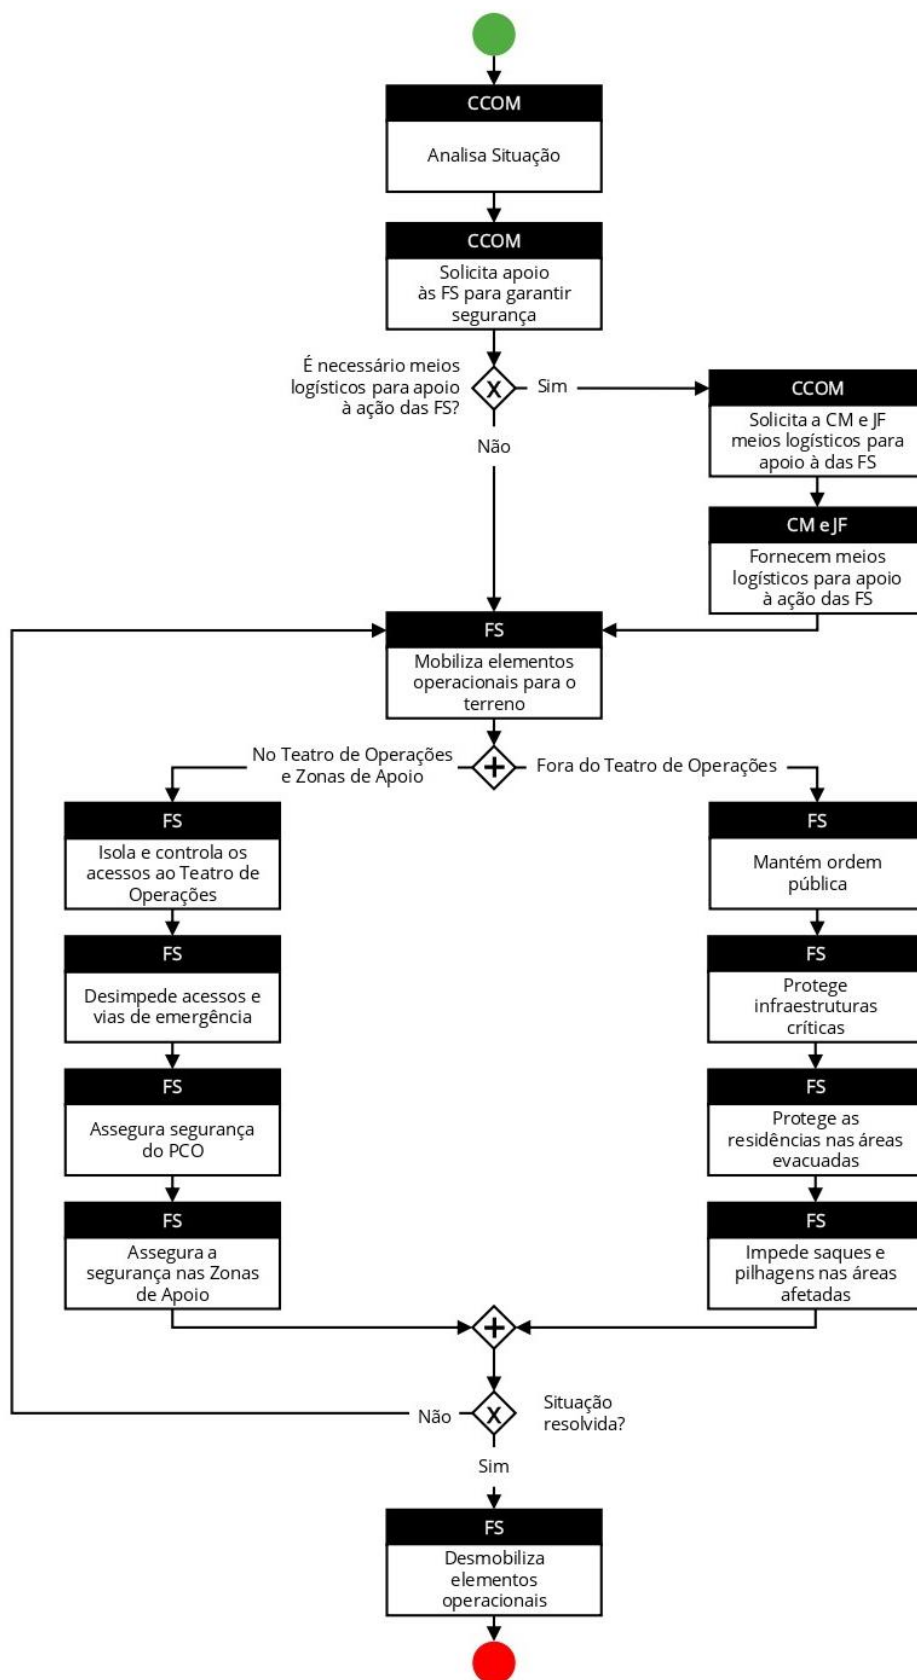 CCOM
Analisa Situação
CCOM
Solicita apoio
às FS para garantir
segurança
É necessário meios
logísticos para apoio
à ação das FS?
X
Sim
Não
CCOM
Solicita a CM e JF
meios logísticos para
apoio à das FS
CM e JF
Fornecem meios
logísticos para apoio
à ação das FS
FS
Mobiliza elementos
operacionais para o
terreno
No Teatro de Operações
e Zonas de Apoio
+
Fora do Teatro de Operações
FS
Isola e controla os
acessos ao Teatro de
Operações
FS
Desimpede acessos e
vias de emergência
FS
Assegura segurança
do PCO
FS
Assegura a
segurança nas Zonas
de Apoio
FS
Mantém ordem
pública
FS
Protege
infraestruturas
críticas
FS
Protege as
residências nas áreas
evacuadas
FS
Impede saques e
pilhagens nas áreas
afetadas
+
Não
X
Situação
resolvida?
Sim
FS
Desmobiliza
elementos
operacionais